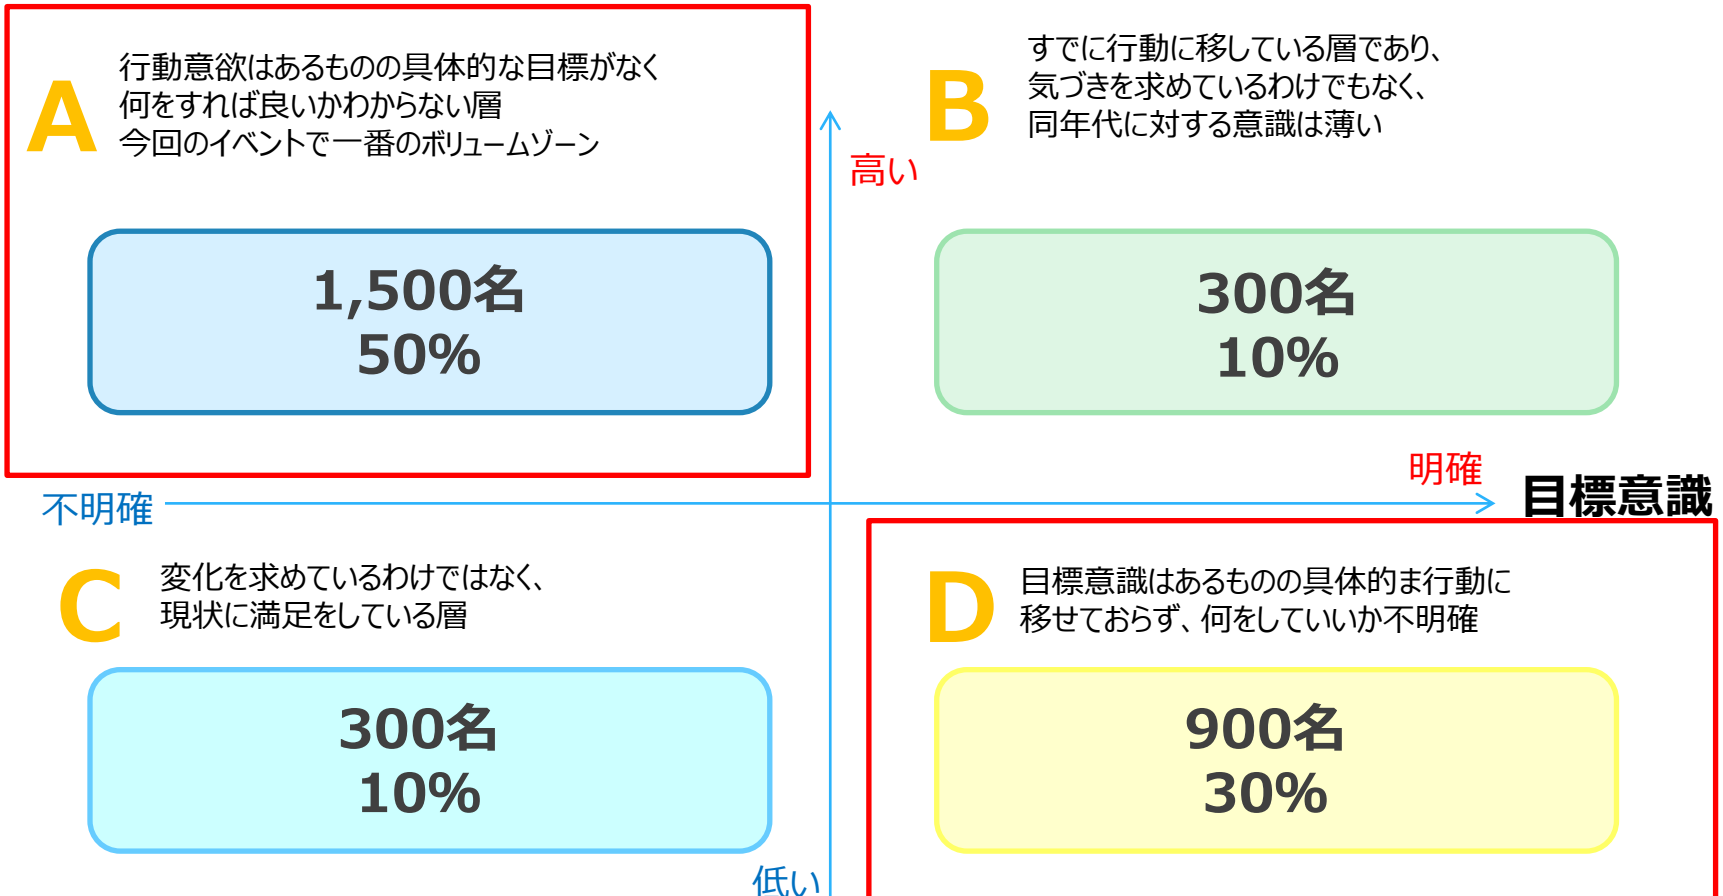 A
行動意欲はあるものの具体的な目標がなく
何をすれば良いかわからない層
今回のイベントで一番のボリュームゾーン
1,500名
50%
高い
B
すでに行動に移している層であり、
気づきを求めているわけでもなく、
同年代に対する意識は薄い
300名
10%
不明確
明確
目標意識
C
変化を求めているわけではなく、
現状に満足をしている層
300名
10%
低い
D
目標意識はあるものの具体的ま行動に
移せておらず、何をしていいか不明確
900名
30%